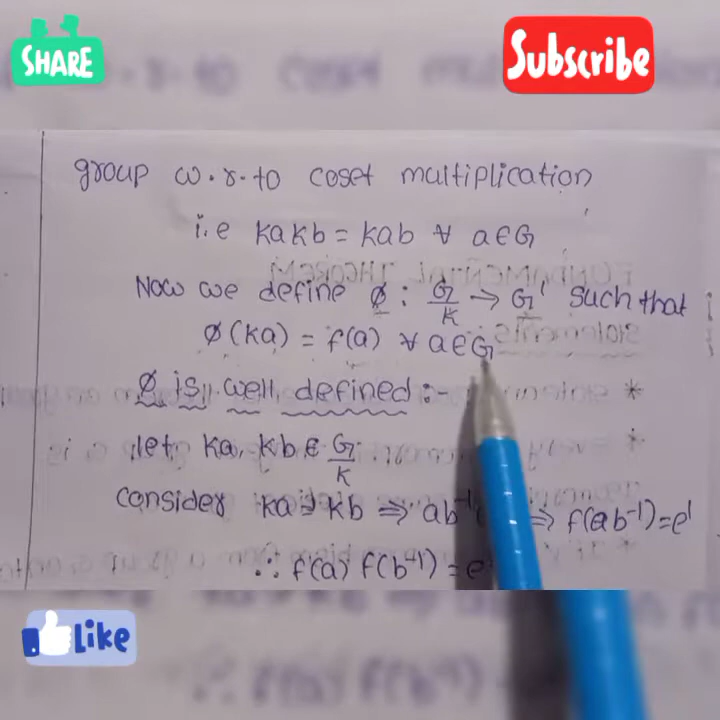 SHARE
Subscribe
group w.r.to coset multiplication
i.e kakb = kab ∀ a∈G
Now we define ø : G/K → G' such that
ø(ka) = f(a) ∀ a∈G
ø is well defined :-
let ka, kb ∈ G/K
consider ka = kb ⇒ ab⁻¹ ⇒ f(ab⁻¹)=e'
∴ f(a) f(b⁻¹) = e
Like